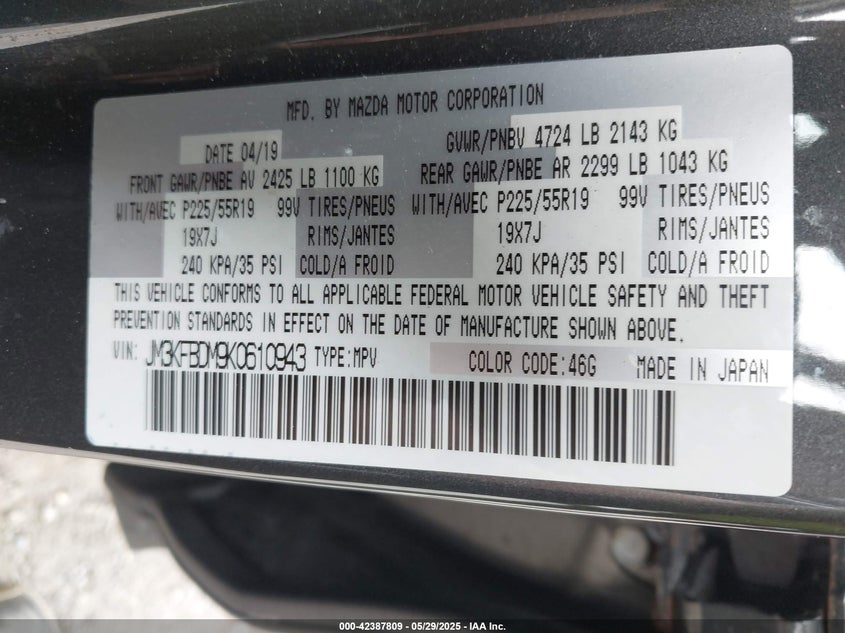 MFD. BY MAZDA MOTOR CORPORATION
DATE 04/19 GVWR/PNBV 4724 LB 2143 KG
FRONT GAWR/PNBE AV 2425 LB 1100 KG REAR GAWR/PNBE AR 2299 LB 1043 KG
WITH/AVEC P225/55R19 99V TIRES/PNEUS WITH/AVEC P225/55R19 99V TIRES/PNEUS
19X7J RIMS/JANTES 19X7J RIMS/JANTES
240 KPA/35 PSI COLD/A FROID 240 KPA/35 PSI COLD/A FROID
THIS VEHICLE CONFORMS TO ALL APPLICABLE FEDERAL MOTOR VEHICLE SAFETY AND THEFT
PREVENTION STANDARDS IN EFFECT ON THE DATE OF MANUFACTURE SHOWN ABOVE.
VIN: JM3KFBDM9K0610943 TYPE:MPV COLOR CODE:46G MADE IN JAPAN
000-42387809 - 05/29/2025 - IAA Inc.